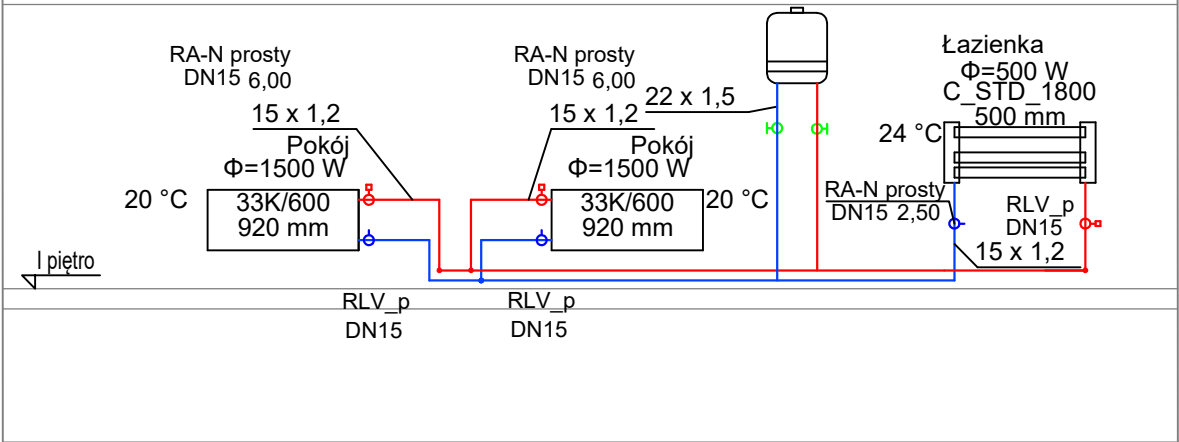 RA-N prosty
DN15 6,00
15 x 1,2
Pokój
Φ=1500 W
20 °C
33K/600
920 mm
RA-N prosty
DN15 6,00
15 x 1,2
Pokój
Φ=1500 W
33K/600
920 mm
20 °C
22 x 1,5
Łazienka
Φ=500 W
C_STD_1800
500 mm
24 °C
RA-N prosty
DN15 2,50
RLV_p
DN15
15 x 1,2
I piętro
RLV_p
DN15
RLV_p
DN15